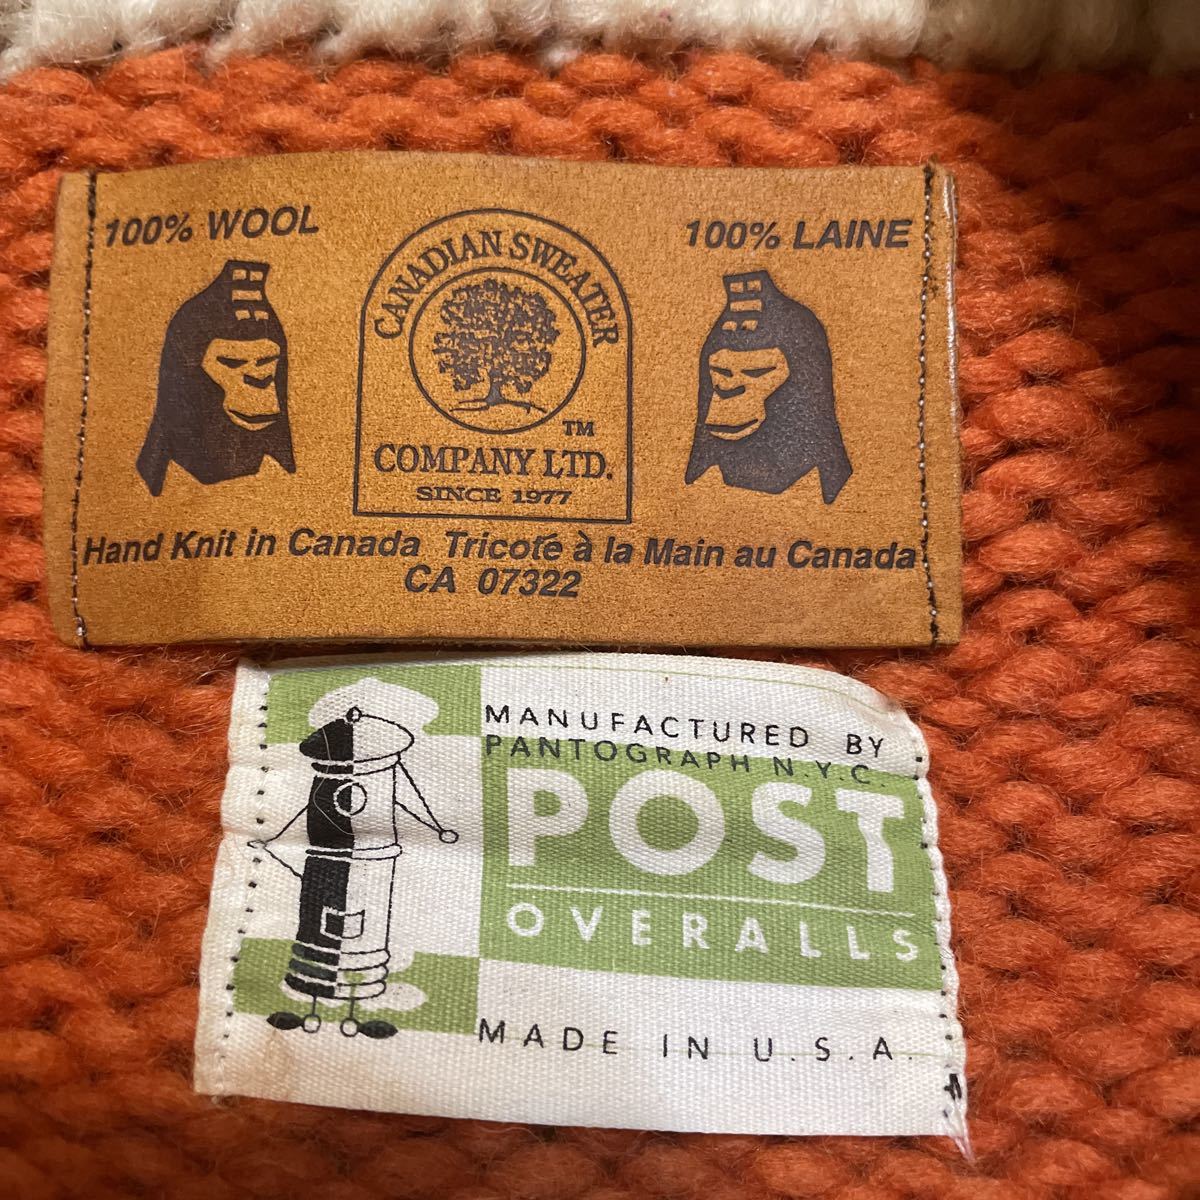 100% WOOL
100% LAINE
CANADIAN SWEATER
TM
COMPANY LTD.
SINCE 1977
Hand Knit in Canada Tricoté à la Main au Canada
CA 07322
MANUFACTURED BY
PANTOGRAPH N.Y.C.
POST
OVERALLS
MADE IN U.S.A.